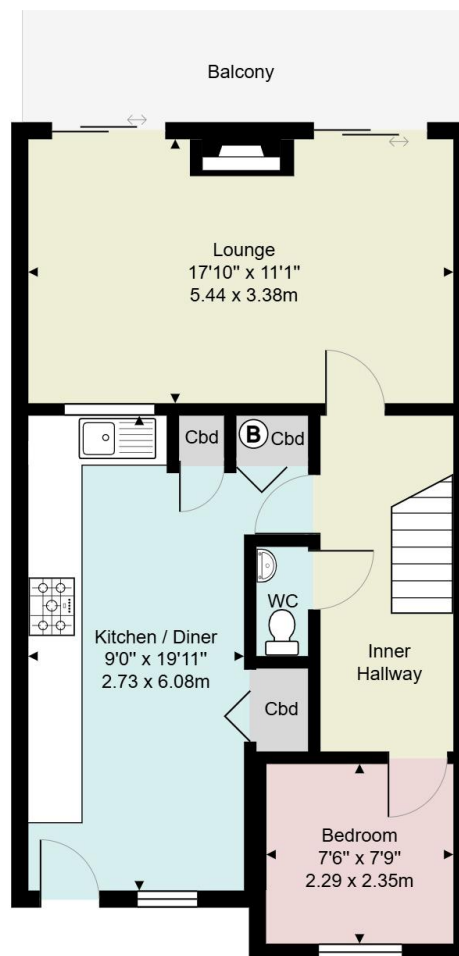 Balcony
Lounge
17'10" x 11'1"
5.44 x 3.38m
Cbd
B Cbd
WC
Kitchen / Diner
9'0" x 19'11"
2.73 x 6.08m
Inner
Hallway
Cbd
Bedroom
7'6" x 7'9"
2.29 x 2.35m